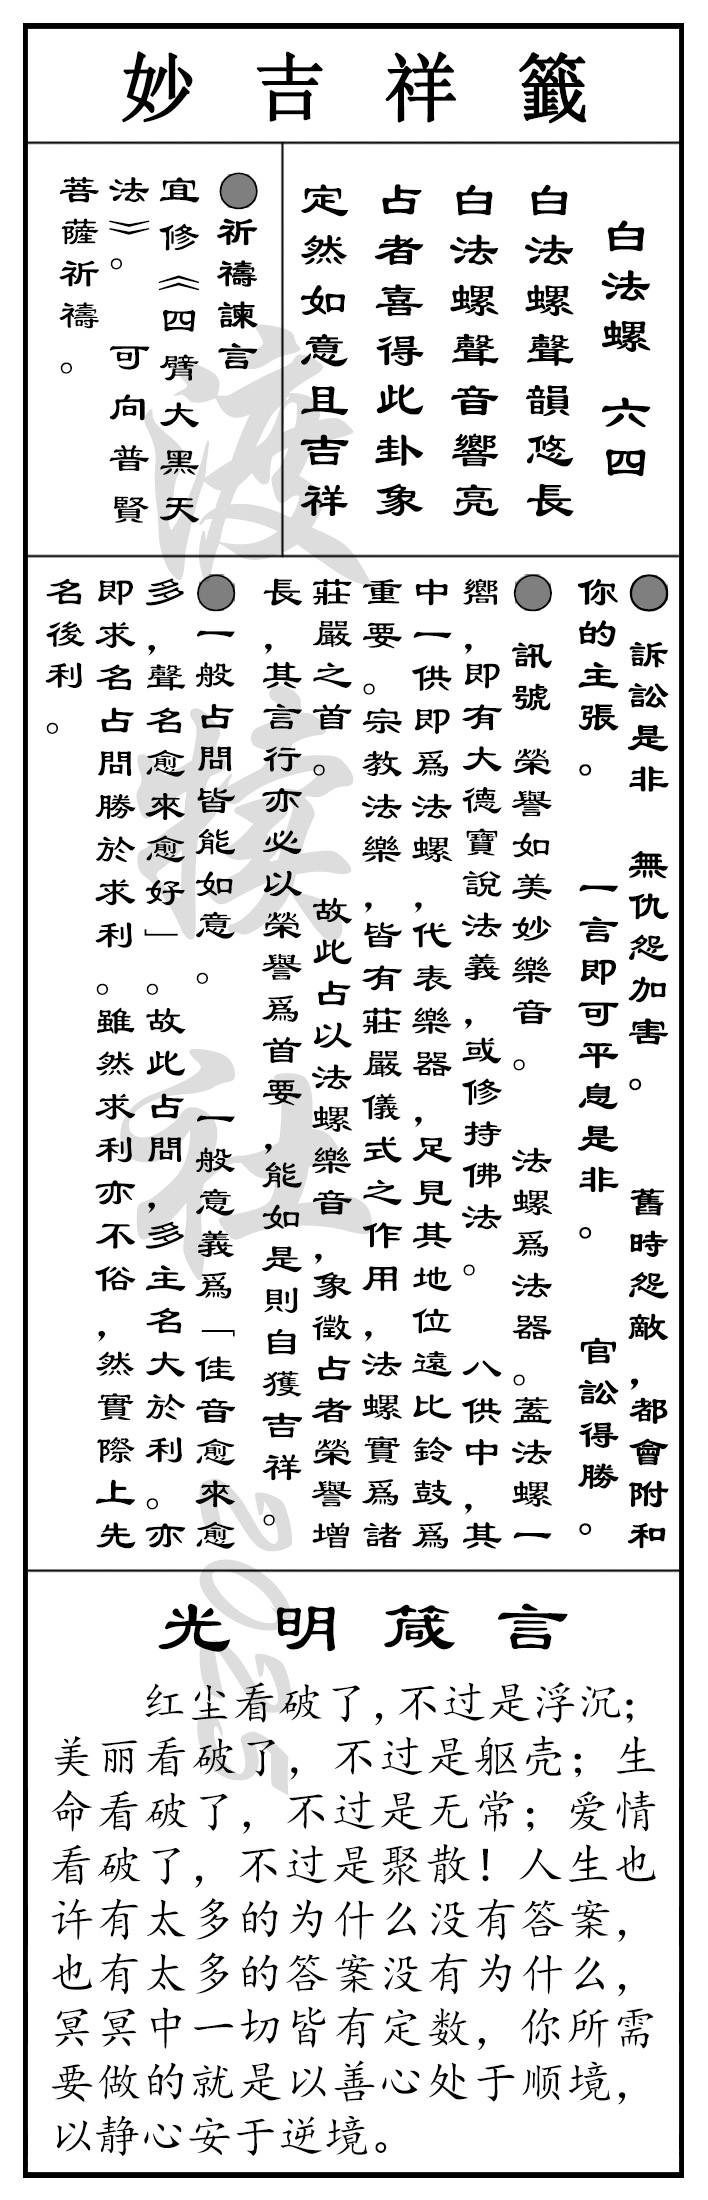 妙吉祥籤
白法螺 六四
白法螺聲韻悠長
白法螺聲音響亮
占者喜得此卦象
定然如意且吉祥
●祈禱諫言
宜修《四臂大黑天
法》。 可向普賢
菩薩祈禱。
● 訴訟是非 無仇怨加害。 舊時怨敵,都會附和
你的主張。 一言即可平息是非。 官訟得勝。
● 訊號 榮譽如美妙樂音。 法螺爲法器。蓋法螺一
嚮,即有大德寶說法義,或修持佛法。 八供中,其
中一供即爲法螺,代表樂器,足見其地位遠比鈴鼓爲
重要。宗教法樂,皆有莊嚴儀式之作用,法螺實爲諸
莊嚴之首。 故此占以法螺樂音,象徵占者榮譽增
長,其言行亦必以榮譽爲首要,能如是則自獲吉祥。
●一般占問皆能如意。 一般意義爲「佳音愈來愈
多,聲名愈來愈好」。故此占問,多主名大於利。亦
即求名占問勝於求利。雖然求利亦不俗,然實際上先
名後利。
光明箴言
红尘看破了,不过是浮沉;
美丽看破了，不过是躯壳；生
命看破了，不过是无常；爱情
看破了，不过是聚散！人生也
许有太多的为什么没有答案，
也有太多的答案没有为什么，
冥冥中一切皆有定数，你所需
要做的就是以善心处于顺境，
以静心安于逆境。
渡犊社2025